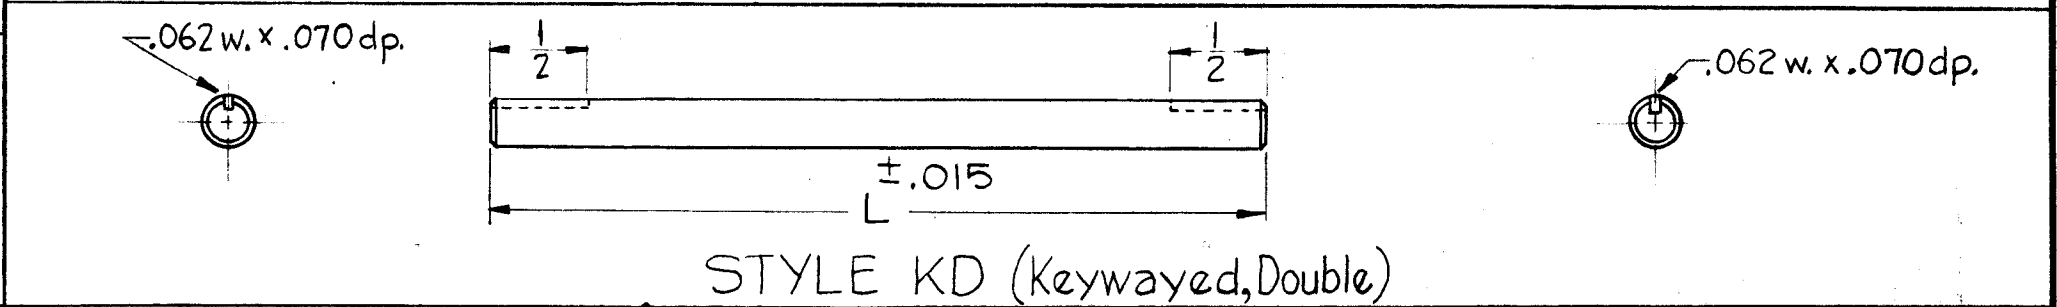 .062 w. x .070 dp.
1/2
1/2
.062 w. x .070 dp.
±.015
L
STYLE KD (Keywayed, Double)